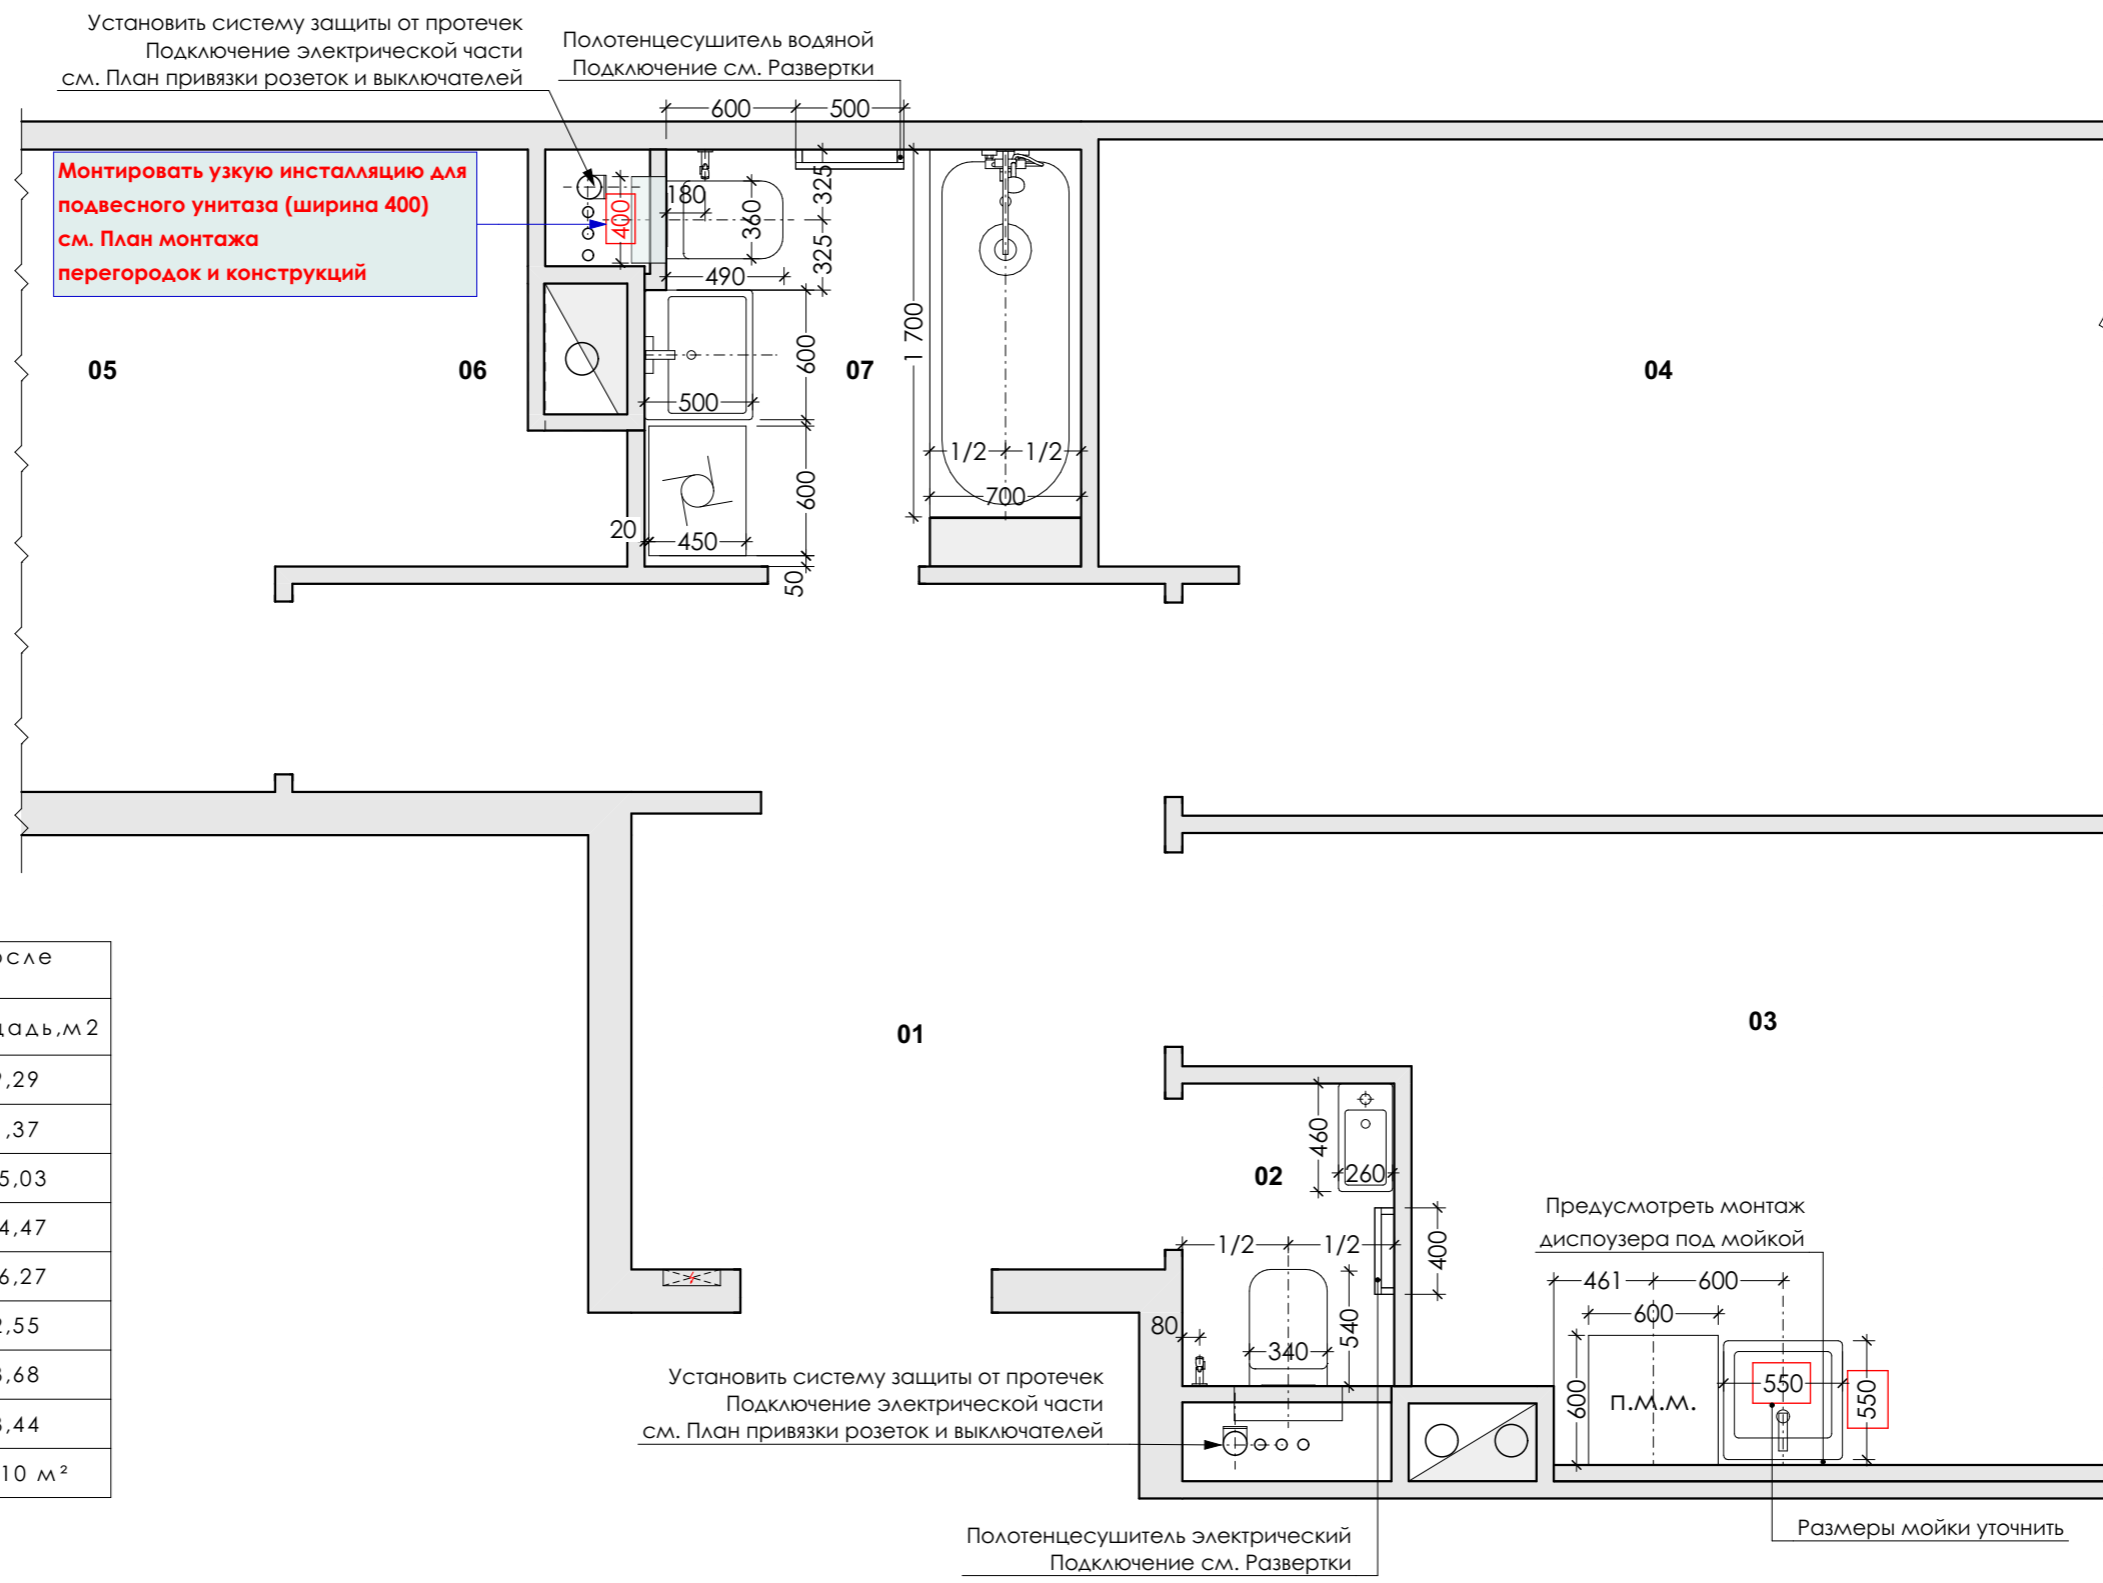 Установить систему защиты от протечек
Подключение электрической части
см. План привязки розеток и выключателей
Полотенцесушитель водяной
Подключение см. Развертки
600
500
Монтировать узкую инсталляцию для
подвесного унитаза (ширина 400)
см. План монтажа
перегородок и конструкций
400
180
360
325
325
490
600
500
600
20
450
50
1 700
1/2
1/2
700
05
06
07
04
01
03
02
460
260
400
1/2
1/2
80
340
540
Установить систему защиты от протечек
Подключение электрической части
см. План привязки розеток и выключателей
Полотенцесушитель электрический
Подключение см. Развертки
Предусмотреть монтаж
диспоузера под мойкой
461
600
600
600
п.м.м.
550
550
Размеры мойки уточнить
осле
адь,м2
,29
,37
5,03
4,47
6,27
,55
,68
,44
10 м²